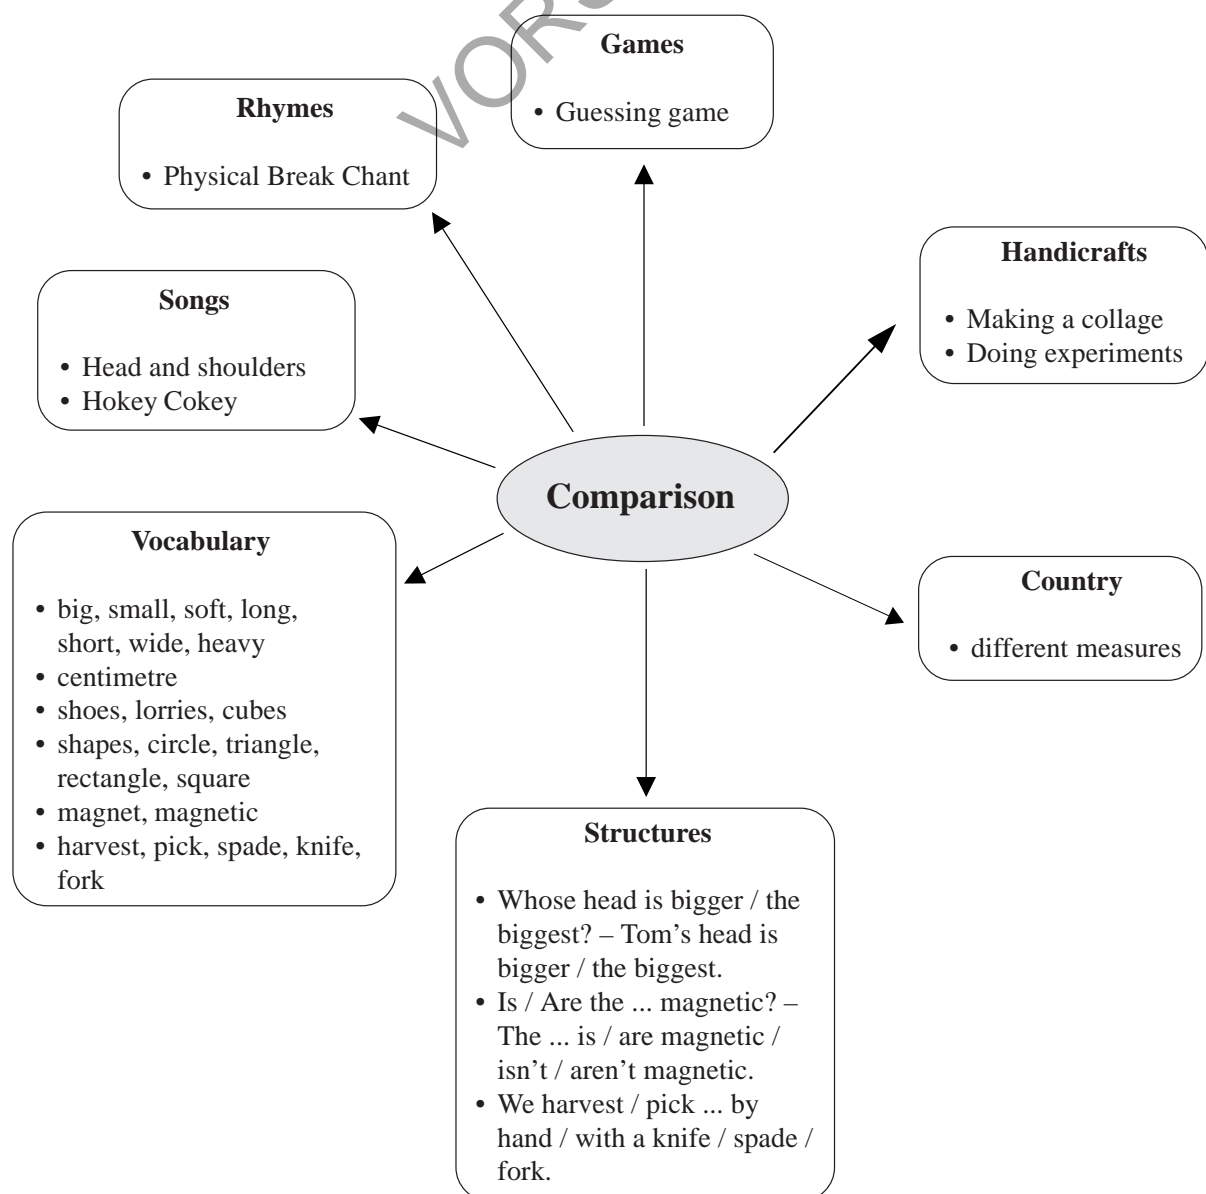 VORS
Games
• Guessing game
Rhymes
• Physical Break Chant
Handicrafts
• Making a collage
• Doing experiments
Songs
• Head and shoulders
• Hokey Cokey
Comparison
Vocabulary
• big, small, soft, long,
short, wide, heavy
• centimetre
• shoes, lorries, cubes
• shapes, circle, triangle,
rectangle, square
• magnet, magnetic
• harvest, pick, spade, knife,
fork
Country
• different measures
Structures
• Whose head is bigger / the
biggest? – Tom’s head is
bigger / the biggest.
• Is / Are the ... magnetic? –
The ... is / are magnetic /
isn’t / aren’t magnetic.
• We harvest / pick ... by
hand / with a knife / spade /
fork.